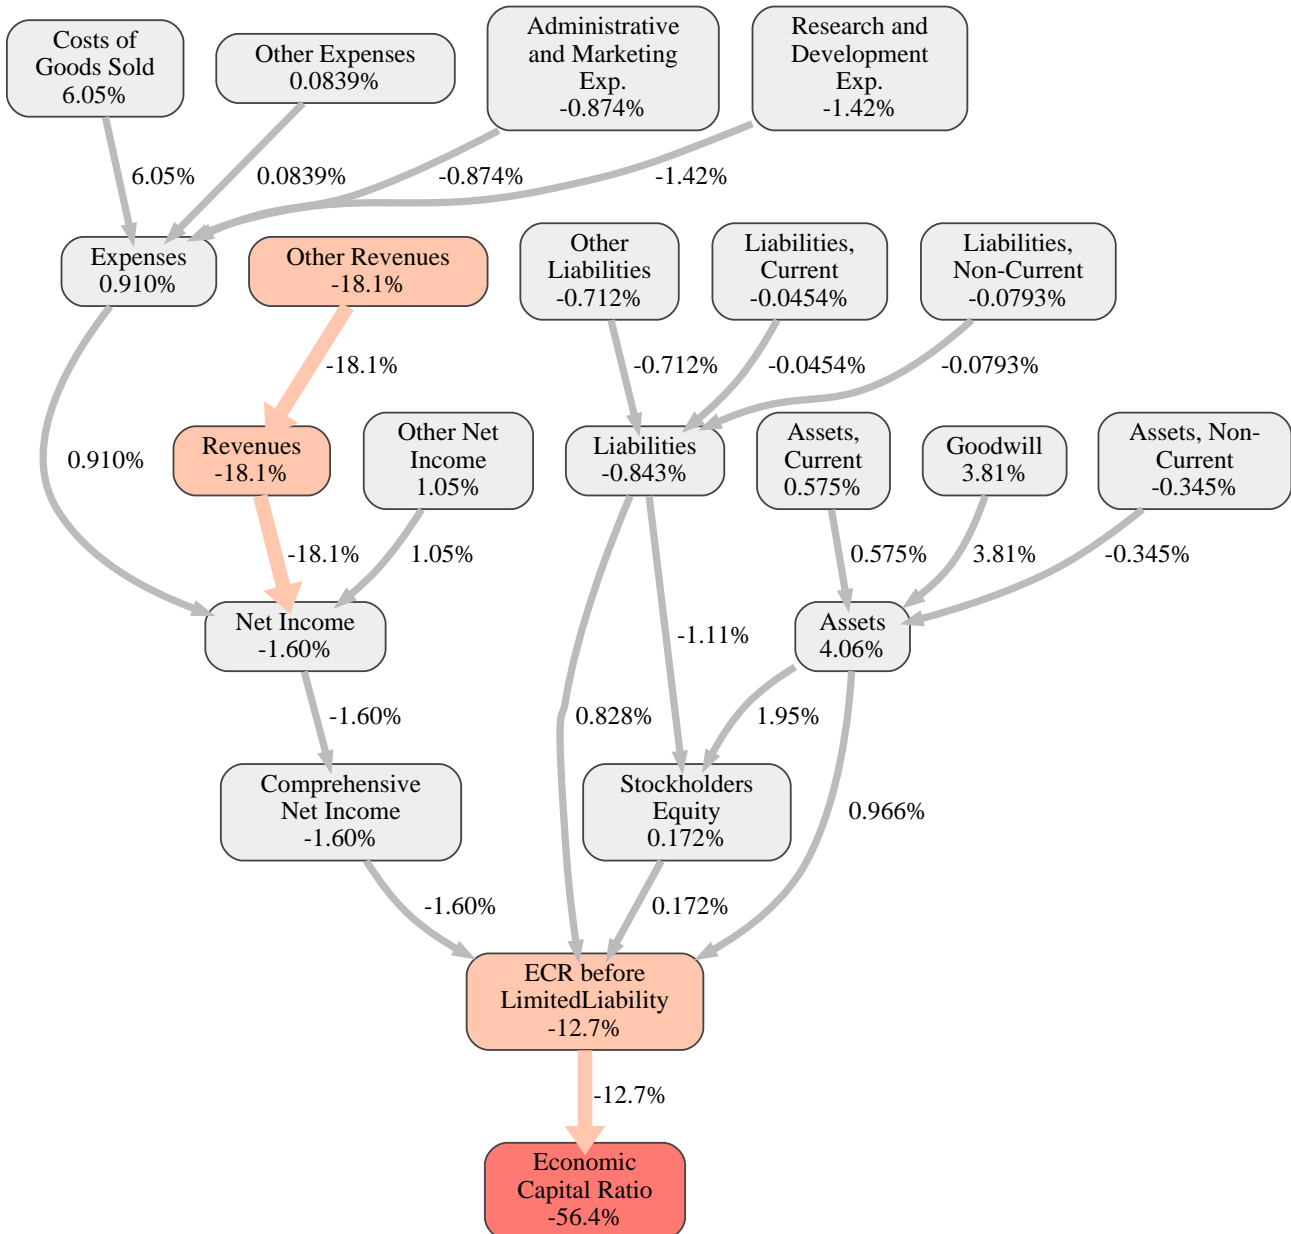 Costs of
Goods Sold
6.05%
Other Expenses
0.0839%
Administrative
and Marketing
Exp.
-0.874%
Research and
Development
Exp.
-1.42%
6.05%
0.0839%
-0.874%
-1.42%
Expenses
0.910%
Other Revenues
-18.1%
Other
Liabilities
-0.712%
Liabilities,
Current
-0.0454%
Liabilities,
Non-Current
-0.0793%
-18.1%
-0.712%
-0.0454%
-0.0793%
0.910%
Revenues
-18.1%
Other Net
Income
1.05%
Liabilities
-0.843%
Assets,
Current
0.575%
Goodwill
3.81%
Assets, Non-
Current
-0.345%
-18.1%
1.05%
0.575%
3.81%
-0.345%
Net Income
-1.60%
-1.11%
Assets
4.06%
-1.60%
0.828%
1.95%
Comprehensive
Net Income
-1.60%
Stockholders
Equity
0.172%
0.966%
-1.60%
0.172%
ECR before
LimitedLiability
-12.7%
-12.7%
Economic
Capital Ratio
-56.4%